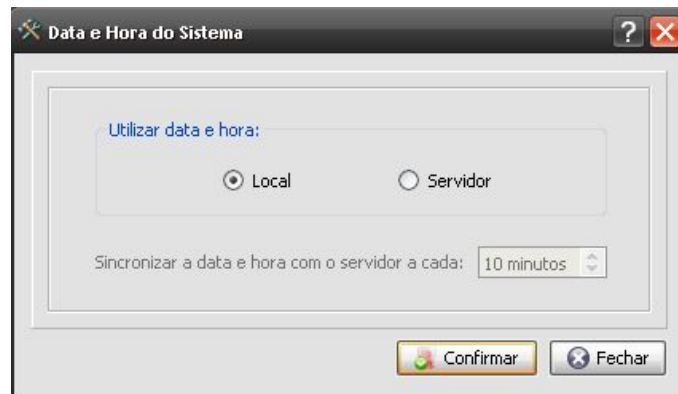 Data e Hora do Sistema
?
Utilizar data e hora:
Local Servidor
Sincronizar a data e hora com o servidor a cada: 10 minutos
Confirmar Fechar